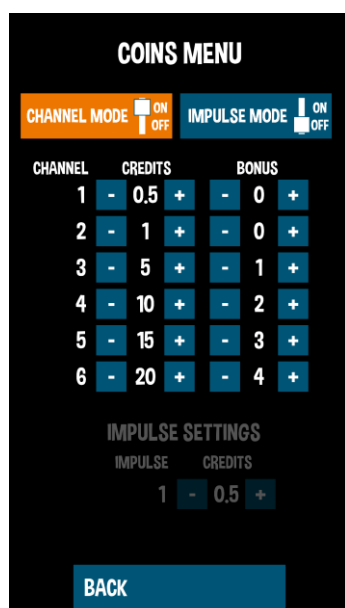 COINS MENU
CHANNEL MODE ON OFF IMPULSE MODE ON OFF
CHANNEL CREDITS BONUS
1 - 0.5 + - 0 +
2 - 1 + - 0 +
3 - 5 + - 1 +
4 - 10 + - 2 +
5 - 15 + - 3 +
6 - 20 + - 4 +
IMPULSE SETTINGS
IMPULSE CREDITS
1 - 0.5 +
BACK